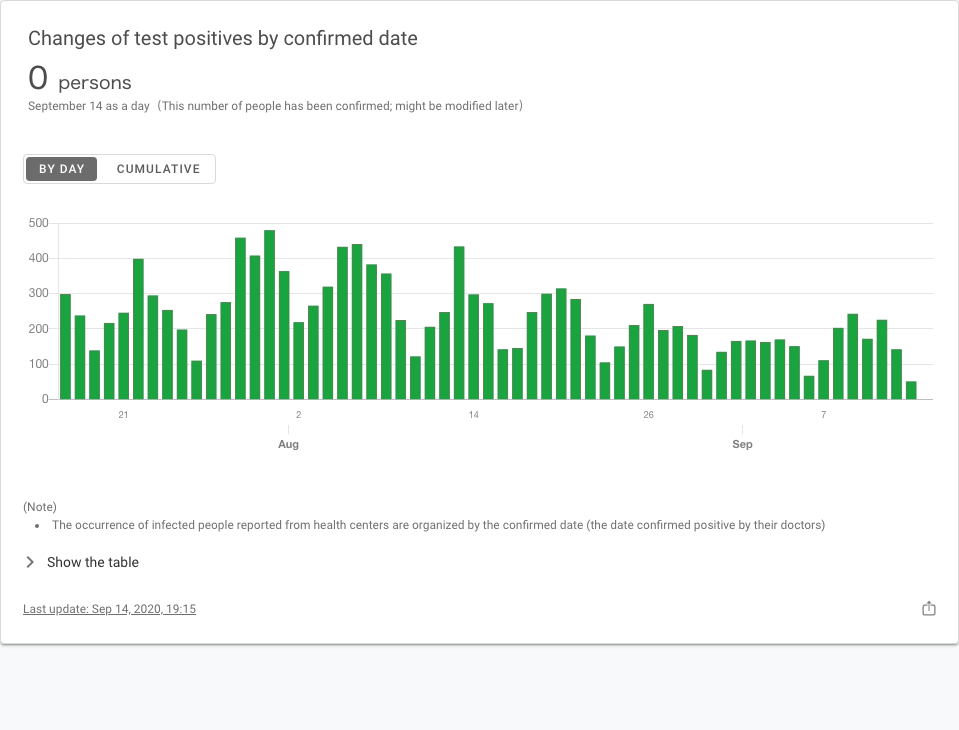 Changes of test positives by confirmed date
0 persons
September 14 as a day（This number of people has been confirmed; might be modified later）
BY DAY CUMULATIVE
500
400
300
200
100
0
21 2 14 26 7
Aug Sep
(Note)
• The occurrence of infected people reported from health centers are organized by the confirmed date (the date confirmed positive by their doctors)
Show the table
Last update: Sep 14, 2020, 19:15